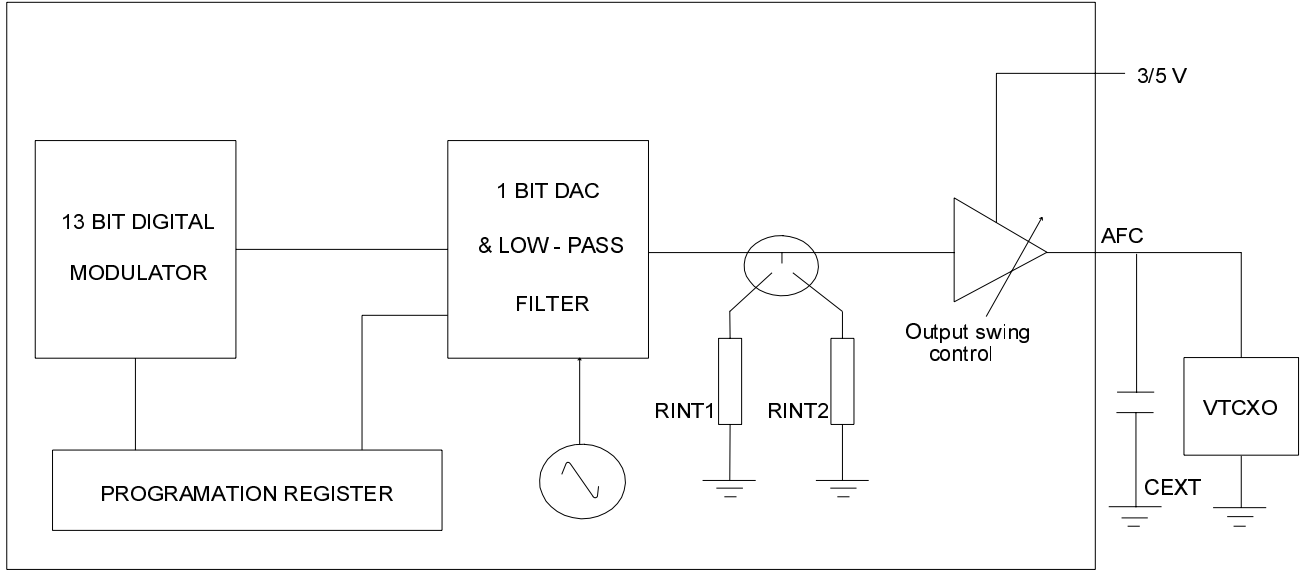 3/5 V
13 BIT DIGITAL
MODULATOR
1 BIT DAC
& LOW - PASS
FILTER
AFC
Output swing
control
RINT1
RINT2
VTCXO
CEXT
PROGRAMATION REGISTER